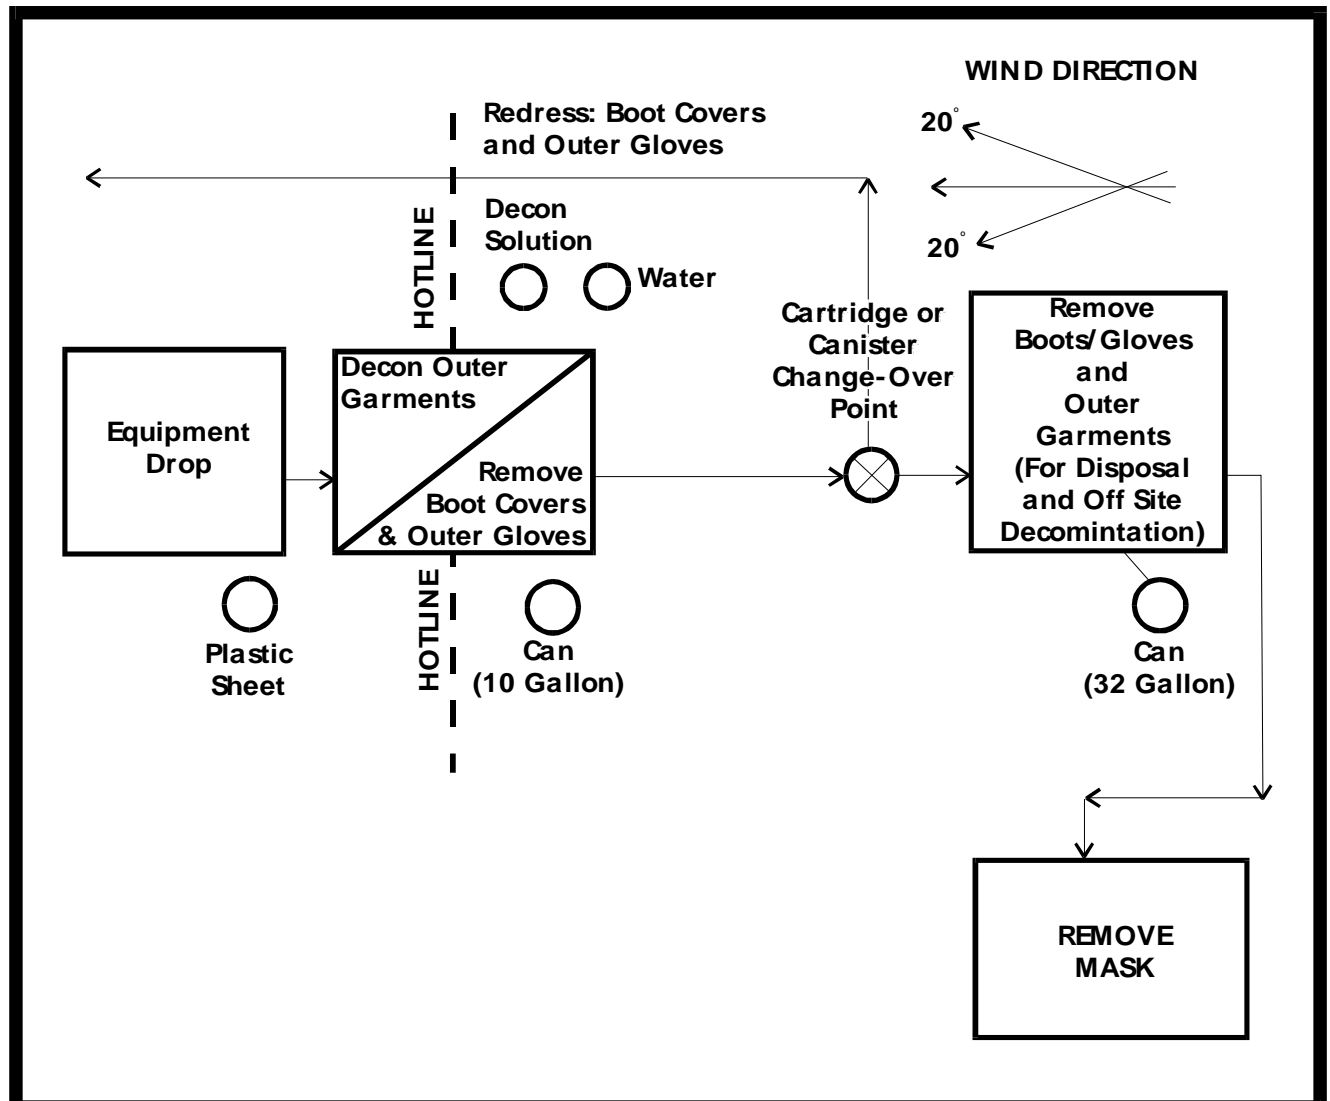 WIND DIRECTION
20°
20°
Redress: Boot Covers
and Outer Gloves
HOTLINE
Decon
Solution
Water
Cartridge or
Canister
Change-Over
Point
Remove
Boots/Gloves
and
Outer
Garments
(For Disposal
and Off Site
Decomintation)
Equipment
Drop
Decon Outer
Garments
Remove
Boot Covers
& Outer Gloves
HOTLINE
Plastic
Sheet
Can
(10 Gallon)
Can
(32 Gallon)
REMOVE
MASK